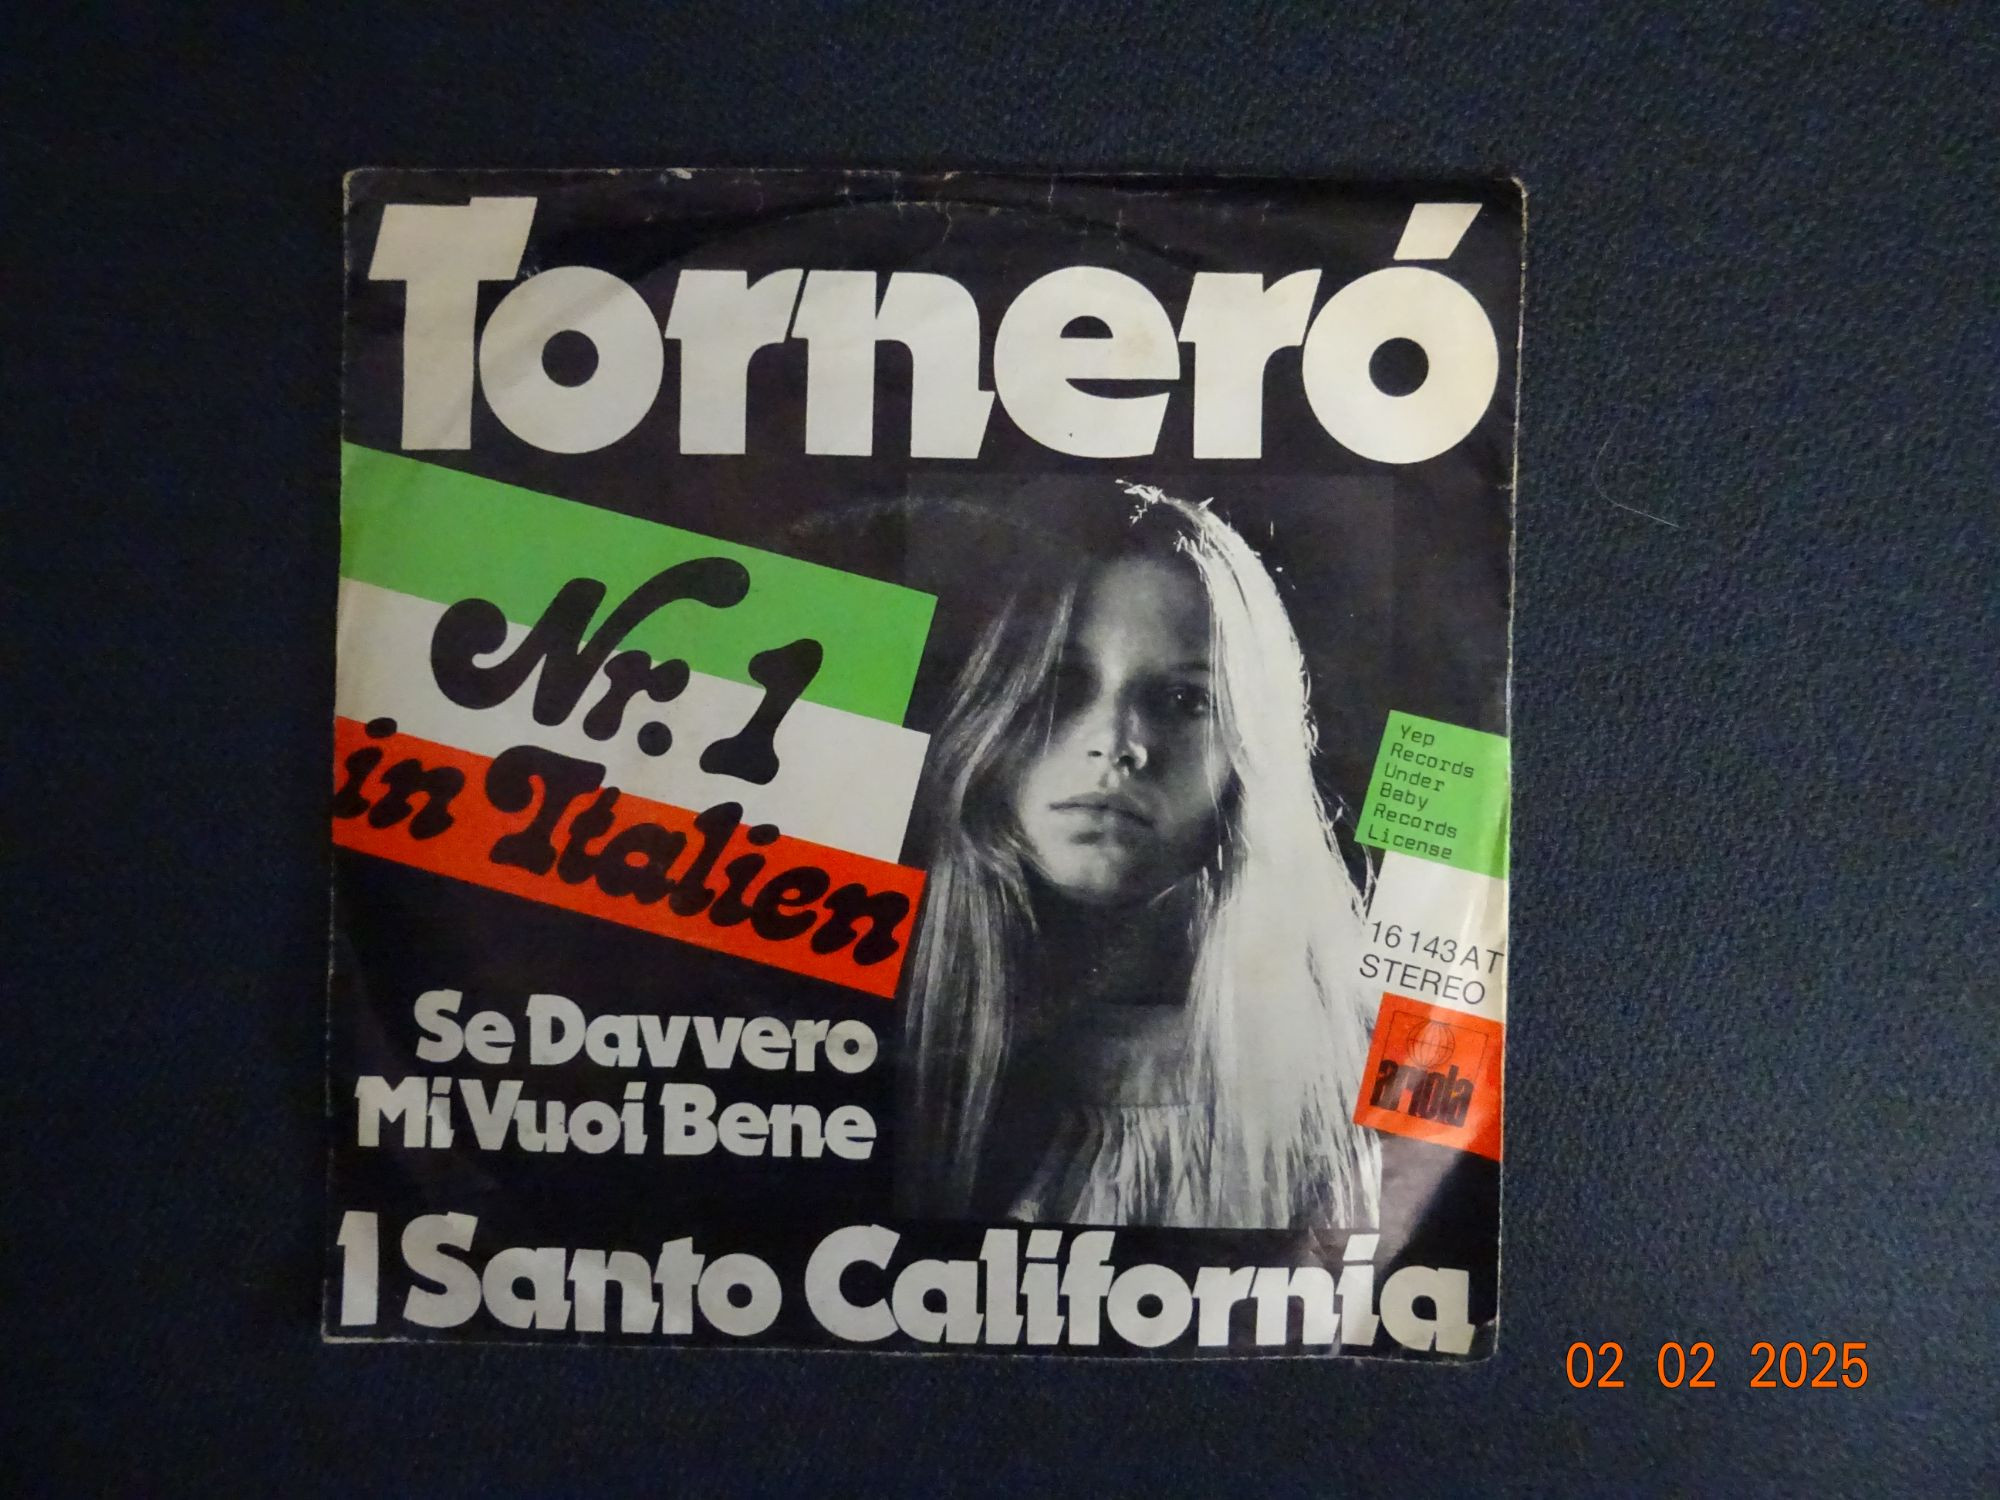 Torneró
Nr. 1
in Italien
Yep
Records
Under
Baby
Records
License
16 143 AT
STEREO
ariola
Se Davvero
Mi Vuoi Bene
I Santo California
02 02 2025